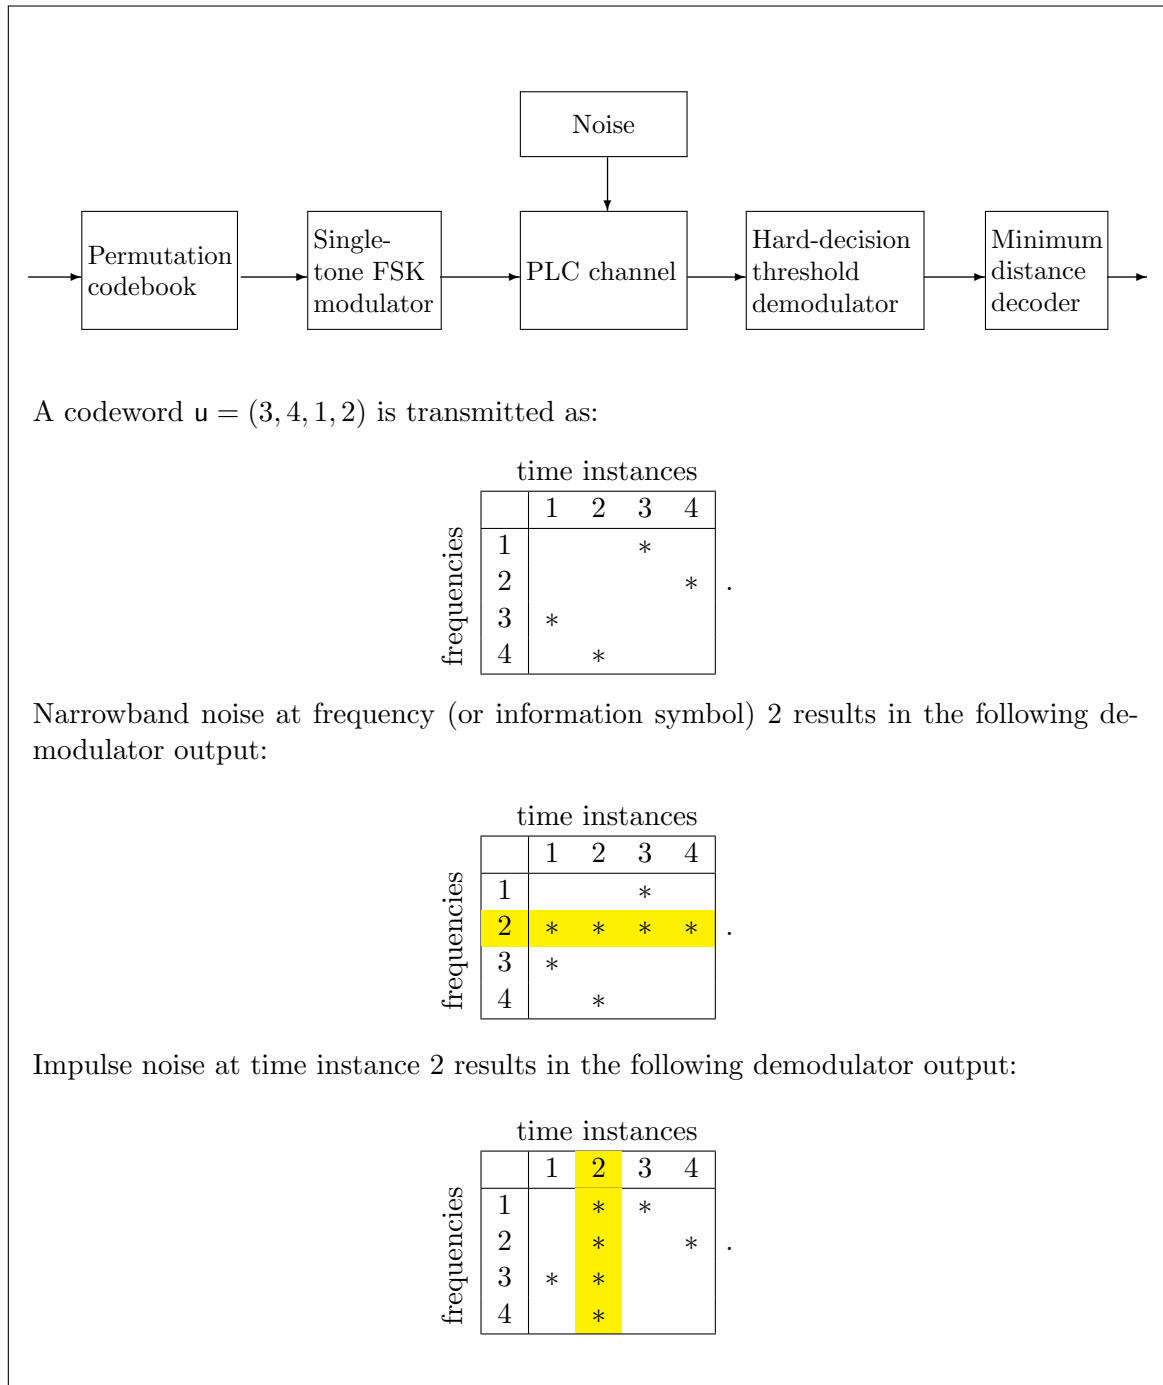 Noise
Permutation
codebook
Single-
tone FSK
modulator
PLC channel
Hard-decision
threshold
demodulator
Minimum
distance
decoder
A codeword u = (3, 4, 1, 2) is transmitted as:
time instances
frequencies
1 2 3 4
1 *
2 * .
3 *
4 *
Narrowband noise at frequency (or information symbol) 2 results in the following de-
modulator output:
time instances
frequencies
1 2 3 4
1 *
2 * * * * .
3 *
4 *
Impulse noise at time instance 2 results in the following demodulator output:
time instances
frequencies
1 2 3 4
1 * *
2 * * .
3 * *
4 *